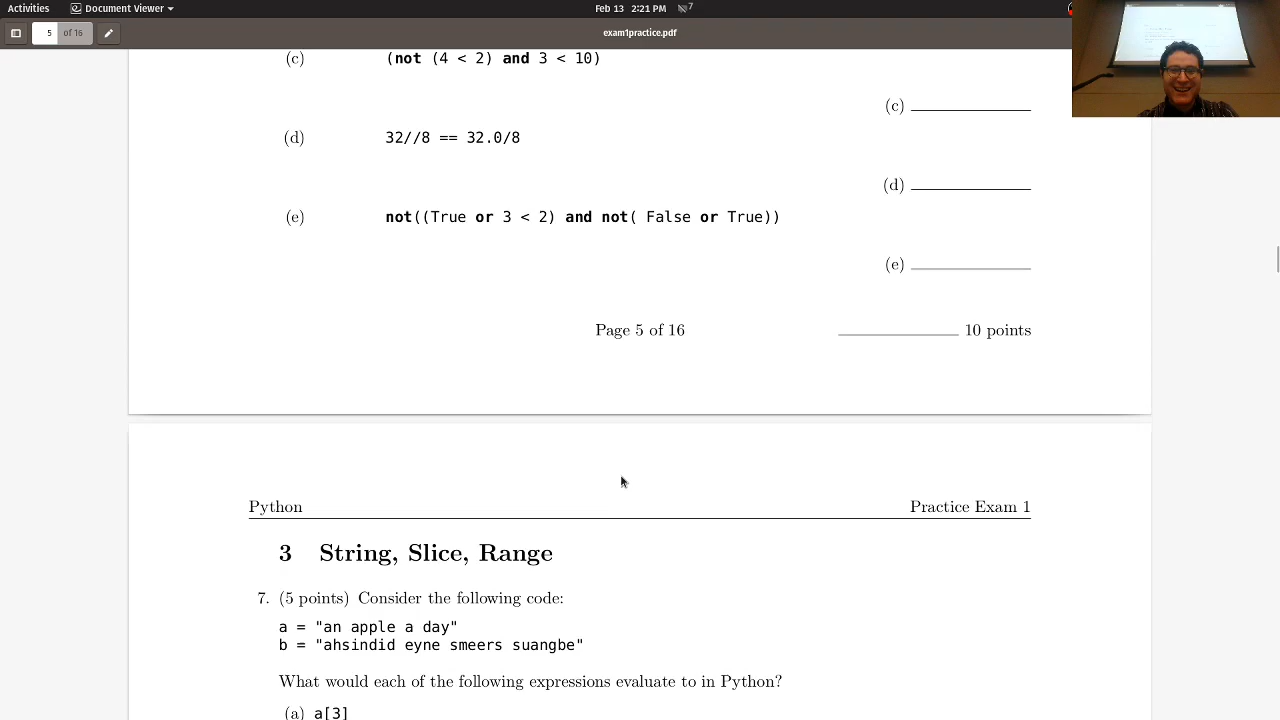 Activities Document Viewer Feb 13 2:21 PM 7
5 of 16 exam1practice.pdf
(c) (not (4 < 2) and 3 < 10)
(c)
(d) 32//8 == 32.0/8
(d)
(e) not((True or 3 < 2) and not( False or True))
(e)
Page 5 of 16 10 points
Python Practice Exam 1
3 String, Slice, Range
7. (5 points) Consider the following code:
a = "an apple a day"
b = "ahsindid eyne smeers suangbe"
What would each of the following expressions evaluate to in Python?
(a) a[3]